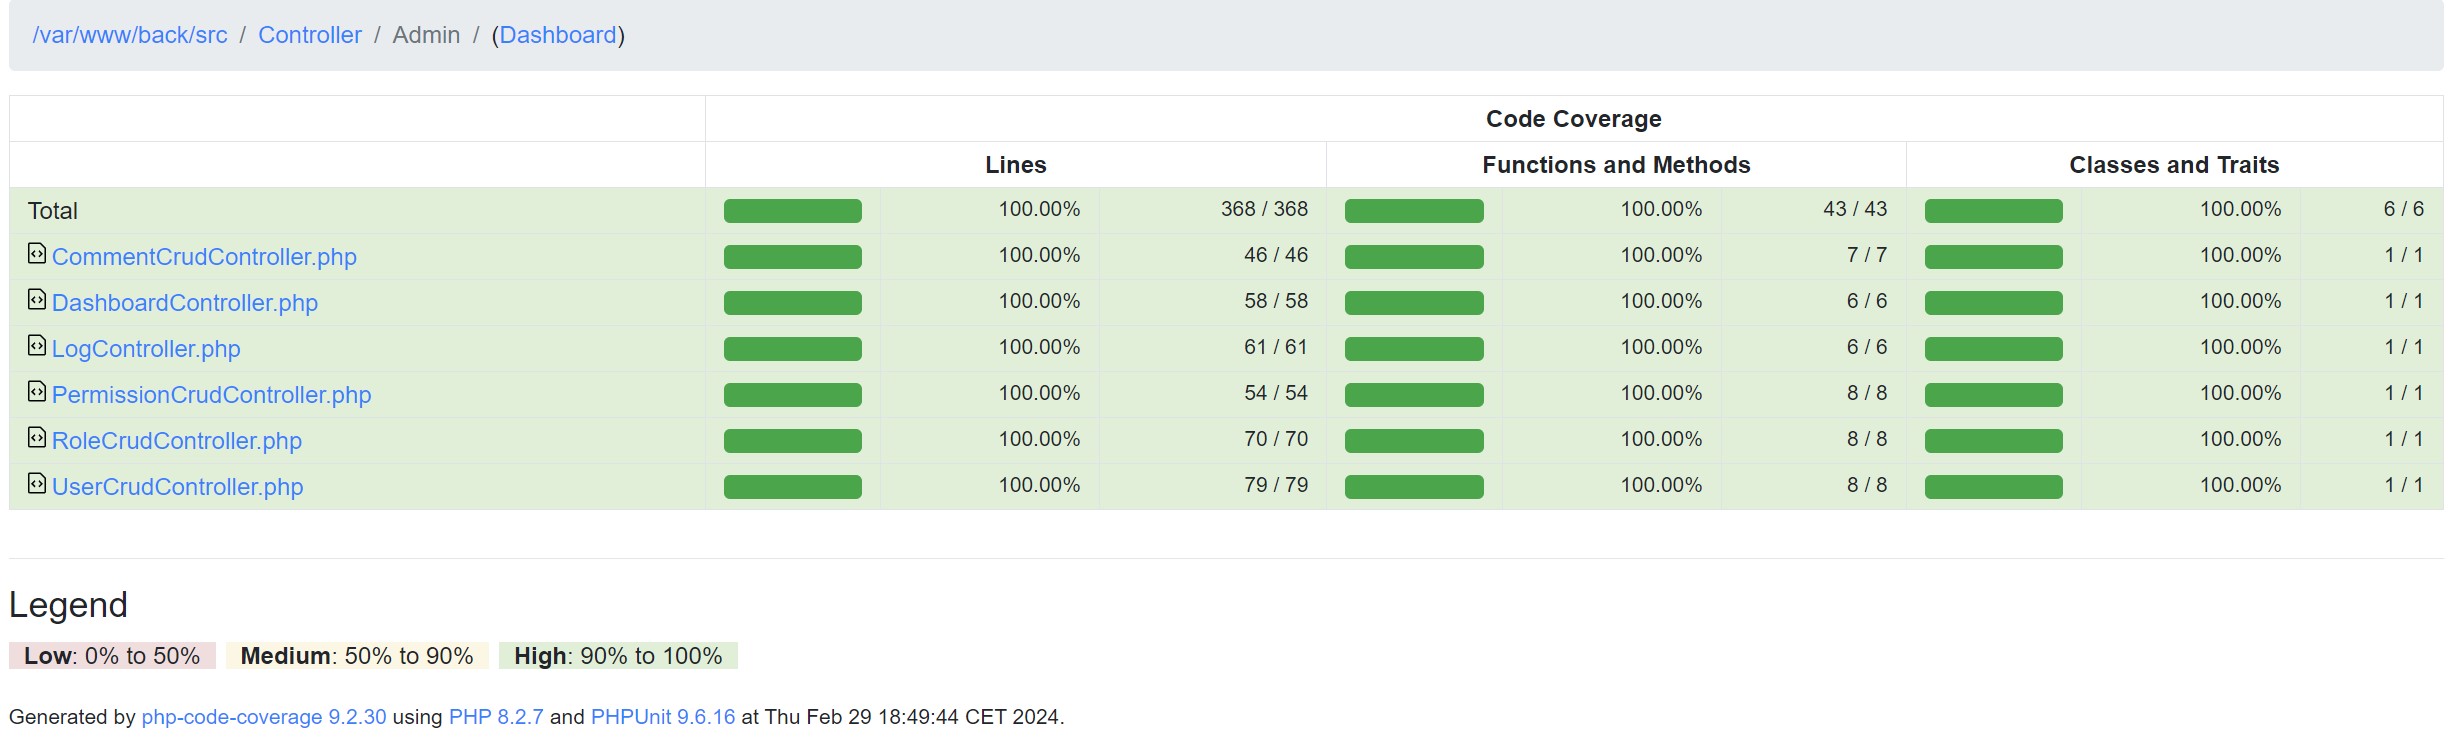 /var/www/back/src / Controller / Admin / (Dashboard)
Code Coverage
Lines Functions and Methods Classes and Traits
Total 100.00% 368 / 368 100.00% 43 / 43 100.00% 6 / 6
CommentCrudController.php 100.00% 46 / 46 100.00% 7 / 7 100.00% 1 / 1
DashboardController.php 100.00% 58 / 58 100.00% 6 / 6 100.00% 1 / 1
LogController.php 100.00% 61 / 61 100.00% 6 / 6 100.00% 1 / 1
PermissionCrudController.php 100.00% 54 / 54 100.00% 8 / 8 100.00% 1 / 1
RoleCrudController.php 100.00% 70 / 70 100.00% 8 / 8 100.00% 1 / 1
UserCrudController.php 100.00% 79 / 79 100.00% 8 / 8 100.00% 1 / 1
Legend
Low: 0% to 50% Medium: 50% to 90% High: 90% to 100%
Generated by php-code-coverage 9.2.30 using PHP 8.2.7 and PHPUnit 9.6.16 at Thu Feb 29 18:49:44 CET 2024.